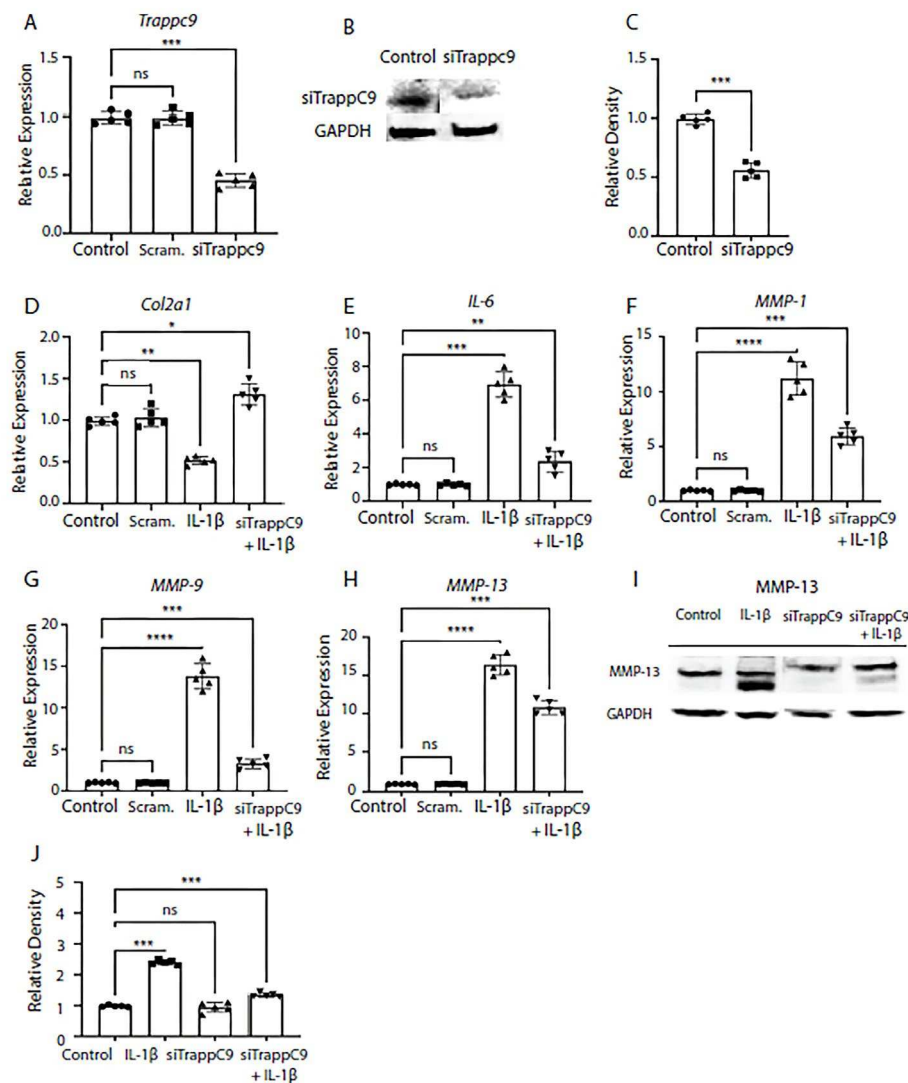 A
Trappc9
***
ns
Relative Expression
1.5
1.0
0.5
0.0
Control Scram. siTrappc9
B
Control siTrappc9
siTrappC9
GAPDH
C
***
Relative Density
1.5
1.0
0.5
0.0
Control siTrappc9
D
Col2a1
*
**
ns
Relative Expression
2.0
1.5
1.0
0.5
0.0
Control Scram. IL-1β siTrappC9
+ IL-1β
E
IL-6
**
***
ns
Relative Expression
8
6
4
2
0
Control Scram. IL-1β siTrappC9
+ IL-1β
F
MMP-1
***
****
ns
Relative Expression
15
10
5
0
Control Scram. IL-1β siTrappC9
+ IL-1β
G
MMP-9
***
****
ns
Relative Expression
20
15
10
5
0
Control Scram. IL-1β siTrappC9
+ IL-1β
H
MMP-13
***
****
ns
Relative Expression
20
15
10
5
0
Control Scram. IL-1β siTrappC9
+ IL-1β
I
MMP-13
Control IL-1β siTrappC9 siTrappC9
+ IL-1β
MMP-13
GAPDH
J
***
ns
***
Relative Density
5
4
3
2
1
0
Control IL-1β siTrappC9 siTrappC9
+ IL-1β